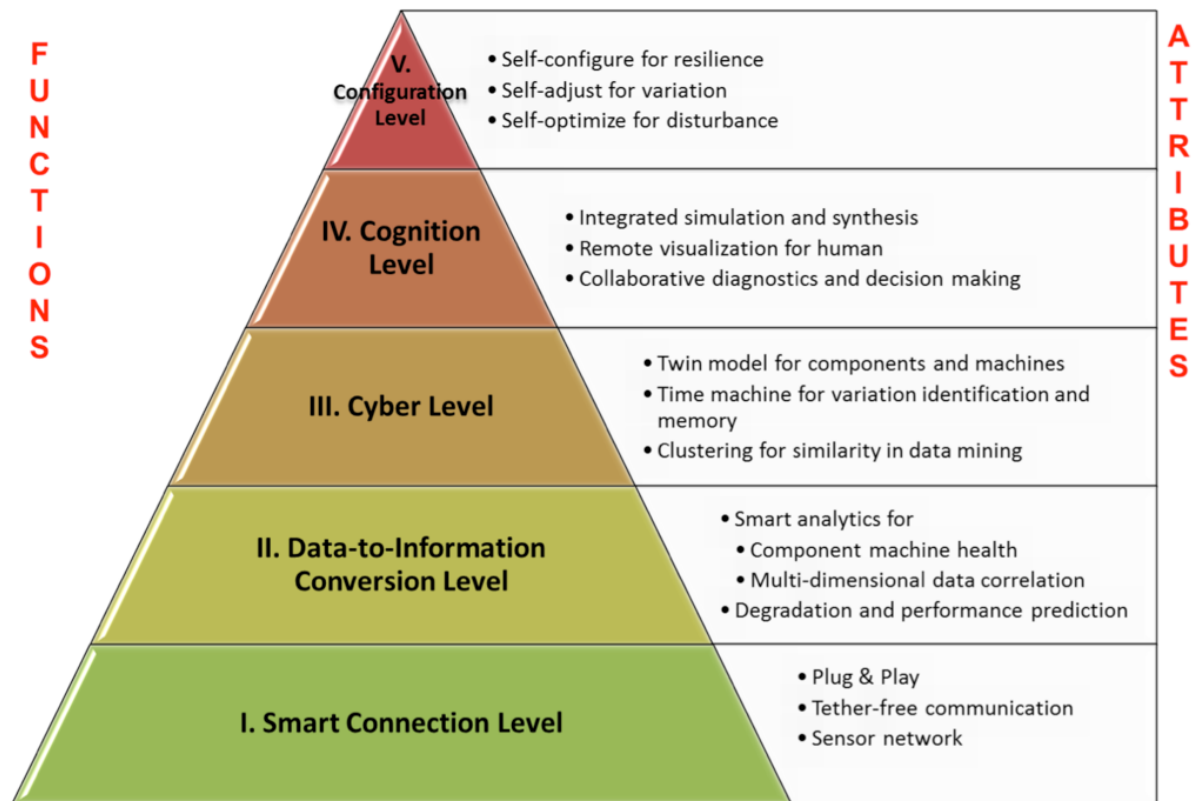 FUNCTIONS
ATTRIBUTES
V.
Configuration
Level
• Self-configure for resilience
• Self-adjust for variation
• Self-optimize for disturbance
IV. Cognition
Level
• Integrated simulation and synthesis
• Remote visualization for human
• Collaborative diagnostics and decision making
III. Cyber Level
• Twin model for components and machines
• Time machine for variation identification and
memory
• Clustering for similarity in data mining
II. Data-to-Information
Conversion Level
• Smart analytics for
• Component machine health
• Multi-dimensional data correlation
• Degradation and performance prediction
I. Smart Connection Level
• Plug & Play
• Tether-free communication
• Sensor network